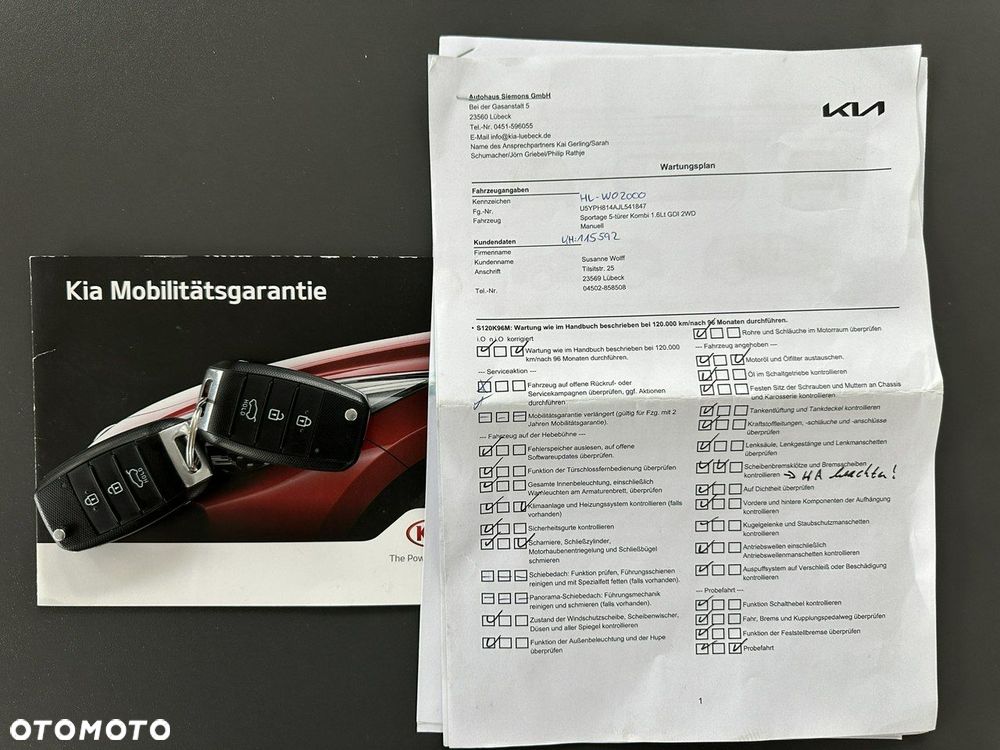 Autohaus Siemons GmbH
Bei der Gasanstalt 5
23560 Lübeck
Tel.-Nr. 0451-596055
E-Mail info@kia-luebeck.de
Name des Ansprechpartners Kai Gerling/Sarah
Schumacher/Jörn Griebel/Philip Rathje
KIA
Wartungsplan
Fahrzeugangaben
Kennzeichen HL-WO2000
Fg.-Nr. U5YPH814AJL541847
Fahrzeug Sportage 5-türer Kombi 1.6Lt GDI 2WD
Manuell
Kundendaten KM:115592
Firmenname
Kundenname Susanne Wolff
Anschrift Tilsitstr. 25
23569 Lübeck
Tel.-Nr. 04502-858508
• S120K96M: Wartung wie im Handbuch beschrieben bei 120.000 km/nach 96 Monaten durchführen.
i.O n.i.O korrigiert
Wartung wie im Handbuch beschrieben bei 120.000
km/nach 96 Monaten durchführen.
--- Serviceaktion ---
Fahrzeug auf offene Rückruf- oder
Servicekampagnen überprüfen, ggf. Aktionen
durchführen
Mobilitätsgarantie verlängert (gültig für Fzg. mit 2
Jahren Mobilitätsgarantie).
--- Fahrzeug auf der Hebebühne ---
Fehlerspeicher auslesen, auf offene
Softwareupdates überprüfen.
Funktion der Türschlossfernbedienung überprüfen
Gesamte Innenbeleuchtung, einschließlich
Warnleuchten am Armaturenbrett, überprüfen
Klimaanlage und Heizungssystem kontrollieren (falls
vorhanden)
Sicherheitsgurte kontrollieren
Scharniere, Schließzylinder,
Motorhaubenentriegelung und Schließbügel
schmieren
Schiebedach: Funktion prüfen, Führungsschienen
reinigen und mit Spezialfett fetten (falls vorhanden).
Panorama-Schiebedach: Führungsmechanik
reinigen und schmieren (falls vorhanden).
Zustand der Windschutzscheibe, Scheibenwischer,
Düsen und aller Spiegel kontrollieren
Funktion der Außenbeleuchtung und der Hupe
überprüfen
Rohre und Schläuche im Motorraum überprüfen
--- Fahrzeug angehoben ---
Motoröl und Ölfilter austauschen.
Öl im Schaltgetriebe kontrollieren
Festen Sitz der Schrauben und Muttern an Chassis
und Karosserie kontrollieren.
Tankentlüftung und Tankdeckel kontrollieren
Kraftstoffleitungen, -schläuche und -anschlüsse
überprüfen
Lenksäule, Lenkgestänge und Lenkmanschetten
überprüfen
Scheibenbremsklötze und Bremsscheiben
kontrollieren → HA beachten!
Auf Dichtheit überprüfen
Vordere und hintere Komponenten der Aufhängung
kontrollieren
Kugelgelenke und Staubschutzmanschetten
kontrollieren
Antriebswellen einschließlich
Antriebswellenmanschetten kontrollieren
Auspuffsystem auf Verschleiß oder Beschädigung
kontrollieren
--- Probefahrt ---
Funktion Schalthebel kontrollieren
Fahr, Brems und Kupplungspedalweg überprüfen
Funktion der Feststellbremse überprüfen
Probefahrt
1
Kia Mobilitätsgarantie
HOLD
HOLD
The Pow
OTOMOTO